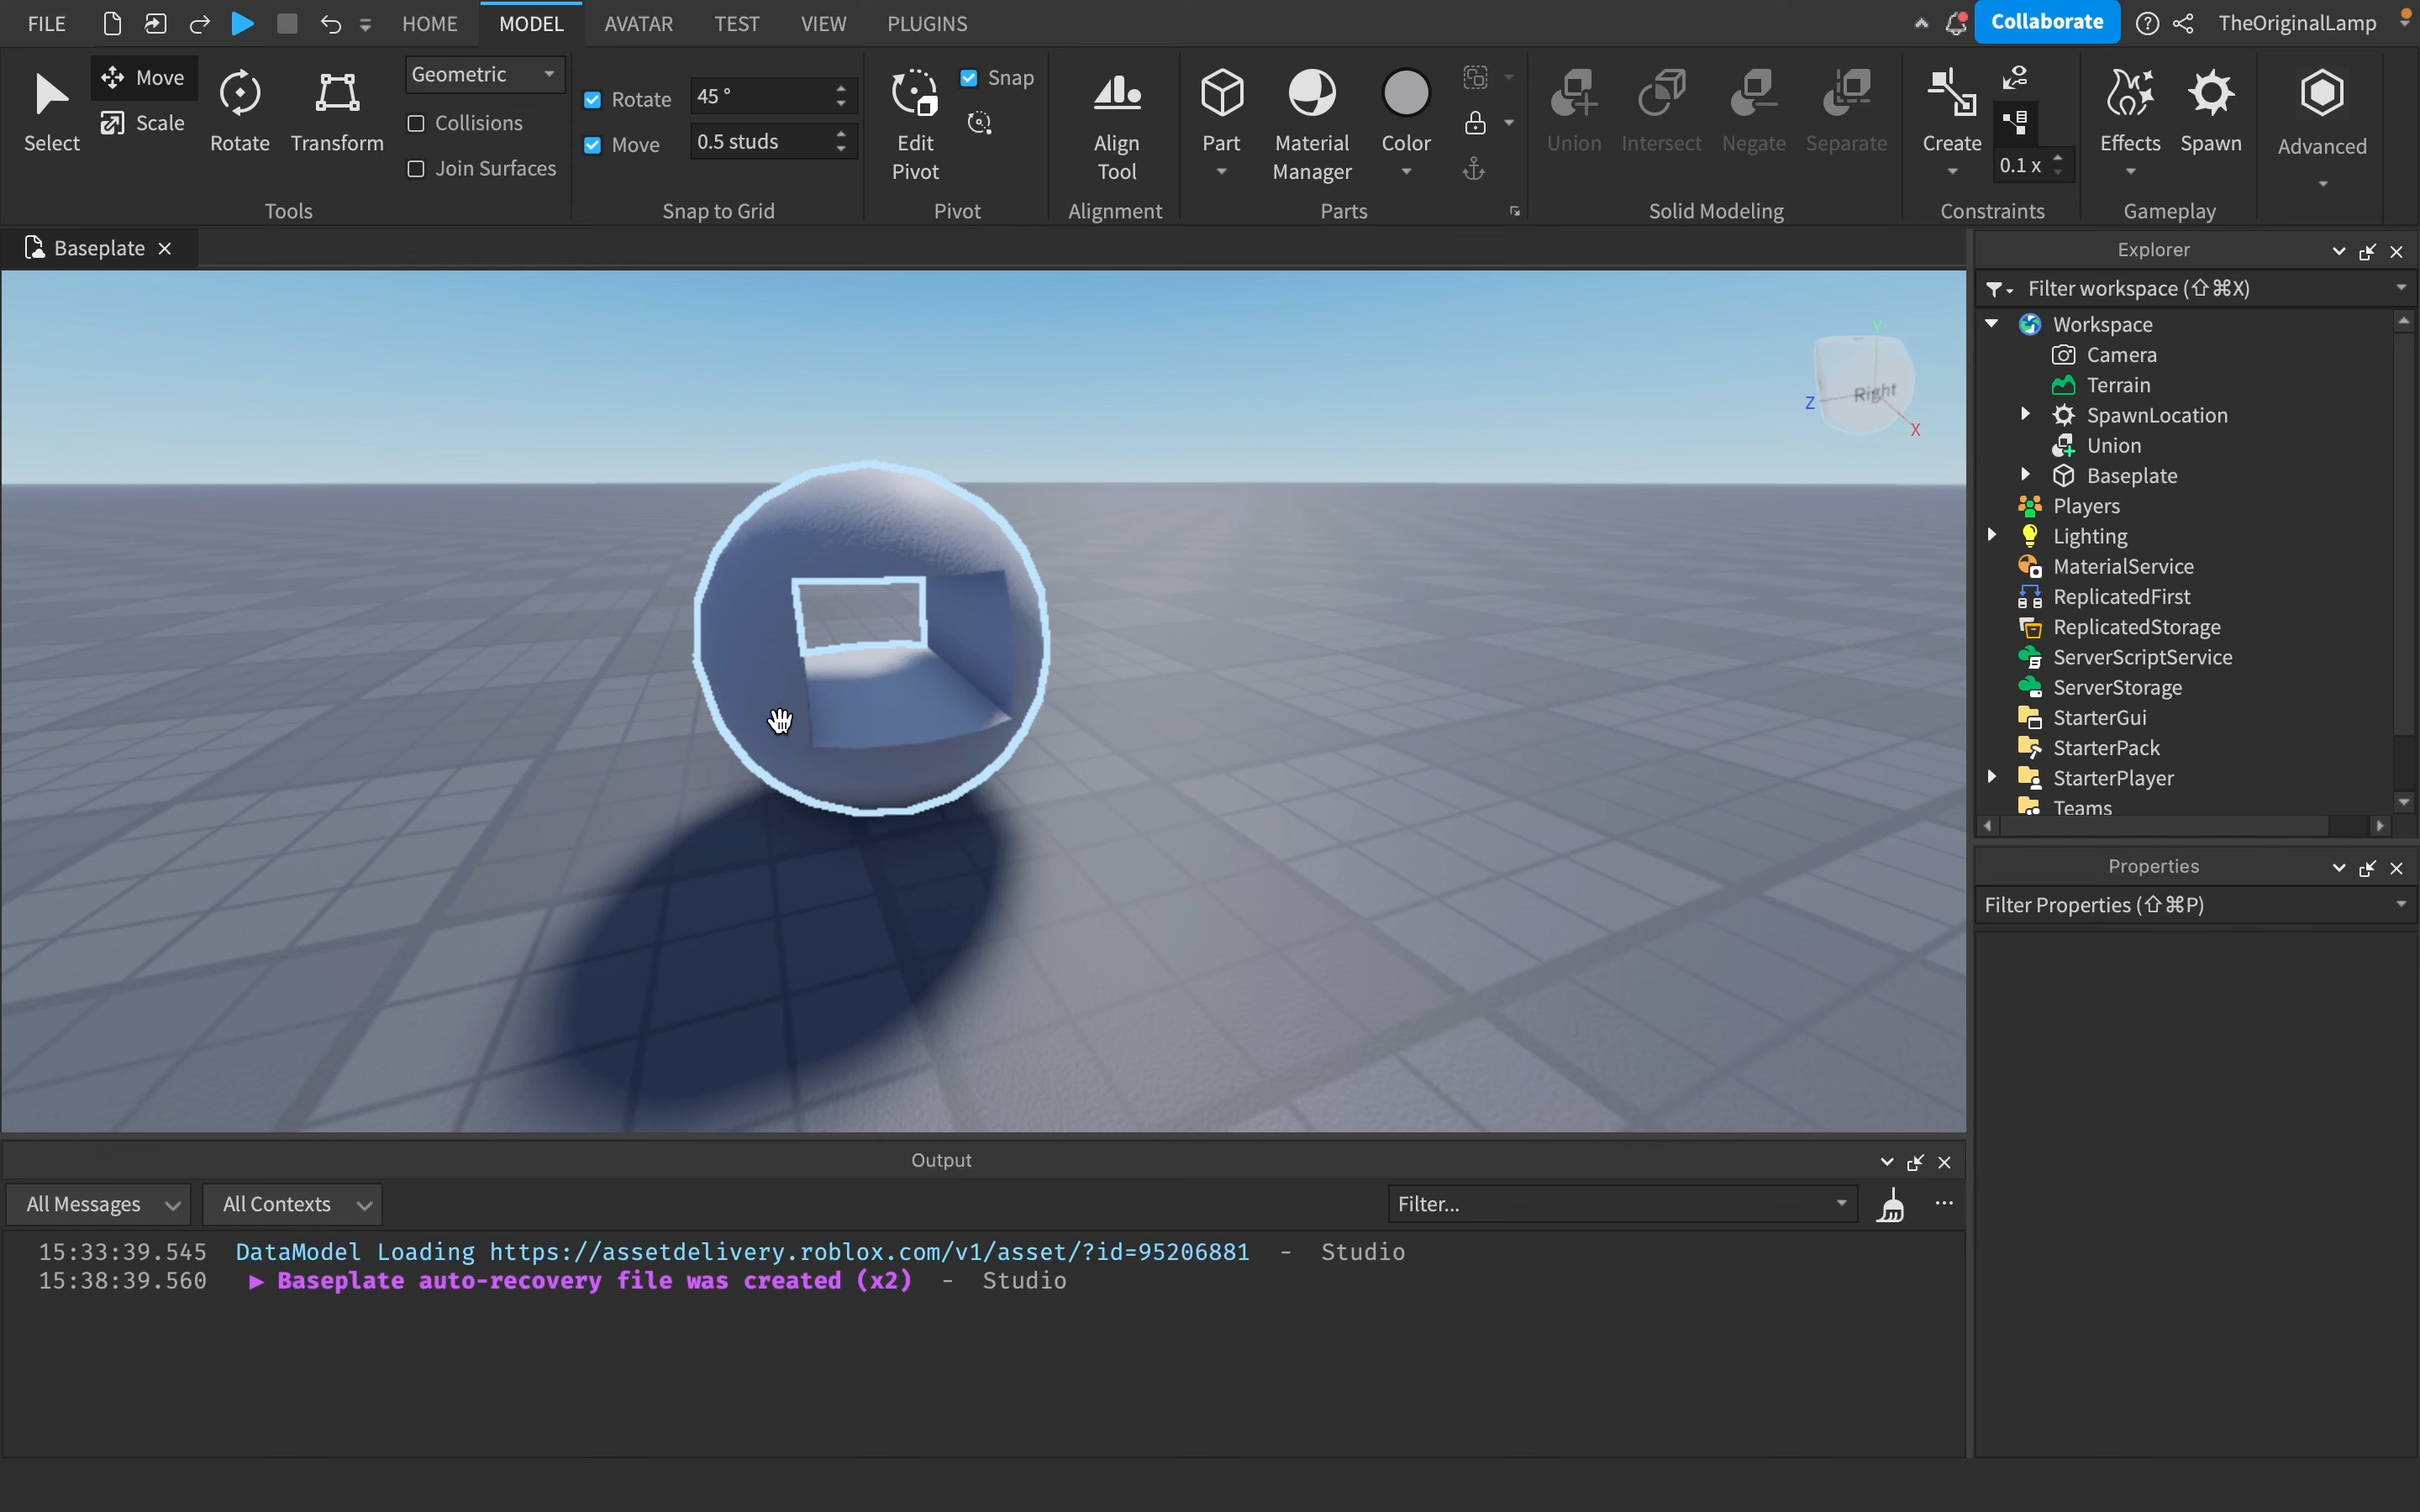 FILE HOME MODEL AVATAR TEST VIEW PLUGINS Collaborate TheOriginalLamp
Select
Move
Scale
Rotate
Transform
Geometric
Collisions
Join Surfaces
Tools
Rotate 45 °
Move 0.5 studs
Snap to Grid
Edit
Pivot
Snap
Pivot
Align
Tool
Alignment
Part
Material
Manager
Color
Parts
Union
Intersect
Negate
Separate
Solid Modeling
Create
0.1 x
Constraints
Effects
Spawn
Gameplay
Advanced
Baseplate
Y
Right
Z
X
Explorer
Filter workspace (⇧⌘X)
Workspace
Camera
Terrain
SpawnLocation
Union
Baseplate
Players
Lighting
MaterialService
ReplicatedFirst
ReplicatedStorage
ServerScriptService
ServerStorage
StarterGui
StarterPack
StarterPlayer
Teams
Properties
Filter Properties (⇧⌘P)
Output
All Messages All Contexts Filter...
15:33:39.545 DataModel Loading https://assetdelivery.roblox.com/v1/asset/?id=95206881 - Studio
15:38:39.560 ▶ Baseplate auto-recovery file was created (x2) - Studio